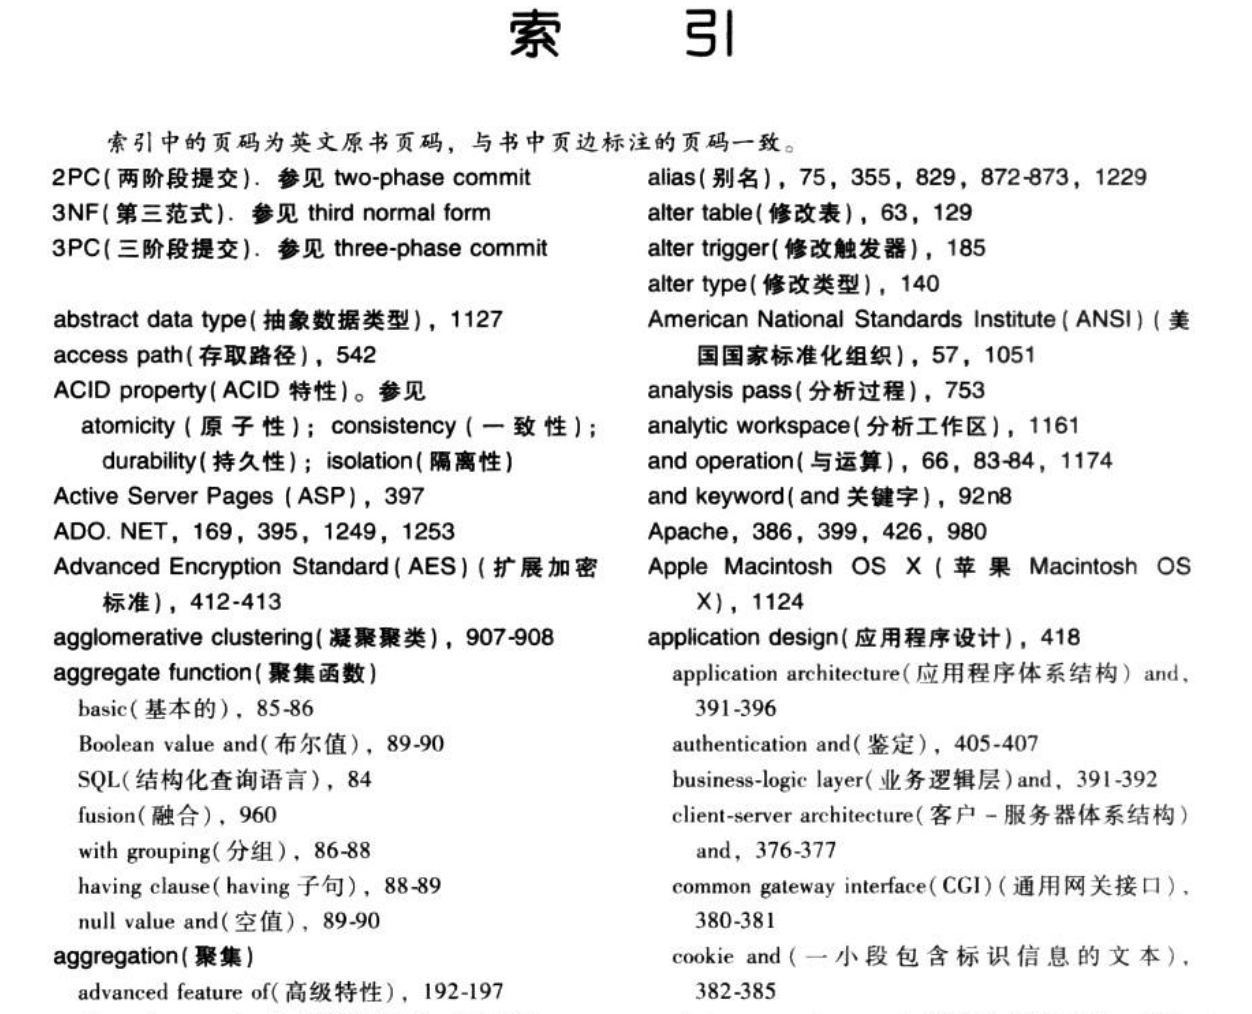 索引
索引中的页码为英文原书页码，与书中页边标注的页码一致。
2PC(两阶段提交). 参见 two-phase commit
3NF(第三范式). 参见 third normal form
3PC(三阶段提交). 参见 three-phase commit
abstract data type(抽象数据类型), 1127
access path(存取路径), 542
ACID property(ACID 特性)。参见
atomicity (原子性); consistency (一致性);
durability(持久性); isolation(隔离性)
Active Server Pages (ASP), 397
ADO. NET, 169, 395, 1249, 1253
Advanced Encryption Standard(AES)(扩展加密
标准), 412-413
agglomerative clustering(凝聚聚类), 907-908
aggregate function(聚集函数)
basic(基本的), 85-86
Boolean value and(布尔值), 89-90
SQL(结构化查询语言), 84
fusion(融合), 960
with grouping(分组), 86-88
having clause(having 子句), 88-89
null value and(空值), 89-90
aggregation(聚集)
advanced feature of(高级特性), 192-197
alias(别名), 75, 355, 829, 872-873, 1229
alter table(修改表), 63, 129
alter trigger(修改触发器), 185
alter type(修改类型), 140
American National Standards Institute(ANSI)(美
国国家标准化组织), 57, 1051
analysis pass(分析过程), 753
analytic workspace(分析工作区), 1161
and operation(与运算), 66, 83-84, 1174
and keyword(and 关键字), 92n8
Apache, 386, 399, 426, 980
Apple Macintosh OS X (苹果 Macintosh OS
X), 1124
application design(应用程序设计), 418
application architecture(应用程序体系结构) and,
391-396
authentication and(鉴定), 405-407
business-logic layer(业务逻辑层)and, 391-392
client-server architecture(客户－服务器体系结构)
and, 376-377
common gateway interface(CGI)(通用网关接口),
380-381
cookie and (一小段包含标识信息的文本),
382-385